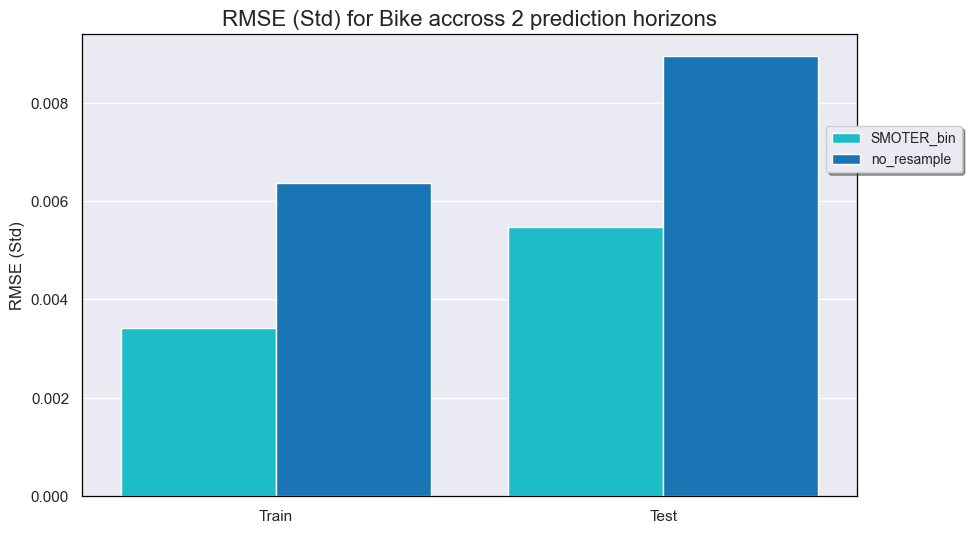 RMSE (Std) for Bike accross 2 prediction horizons
RMSE (Std)
0.008
0.006
0.004
0.002
0.000
Train
Test
SMOTER_bin
no_resample